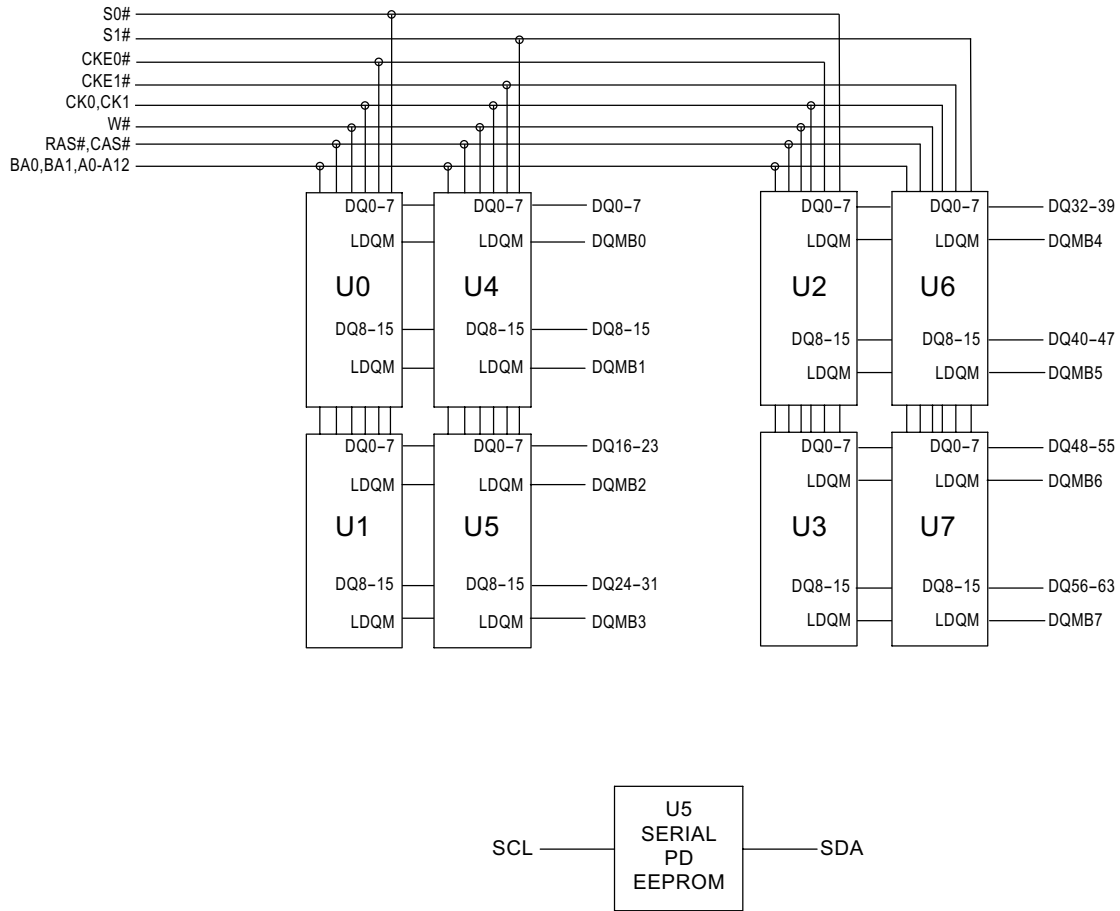 S0#
S1#
CKE0#
CKE1#
CK0,CK1
W#
RAS#,CAS#
BA0,BA1,A0-A12
DQ0-7 DQ0-7 DQ0-7
LDQM LDQM DQMB0
U0 U4
DQ8-15 DQ8-15 DQ8-15
LDQM LDQM DQMB1
DQ0-7 DQ0-7 DQ16-23
LDQM LDQM DQMB2
U1 U5
DQ8-15 DQ8-15 DQ24-31
LDQM LDQM DQMB3
DQ0-7 DQ0-7 DQ32-39
LDQM LDQM DQMB4
U2 U6
DQ8-15 DQ8-15 DQ40-47
LDQM LDQM DQMB5
DQ0-7 DQ0-7 DQ48-55
LDQM LDQM DQMB6
U3 U7
DQ8-15 DQ8-15 DQ56-63
LDQM LDQM DQMB7
U5
SERIAL
PD
EEPROM
SCL
SDA